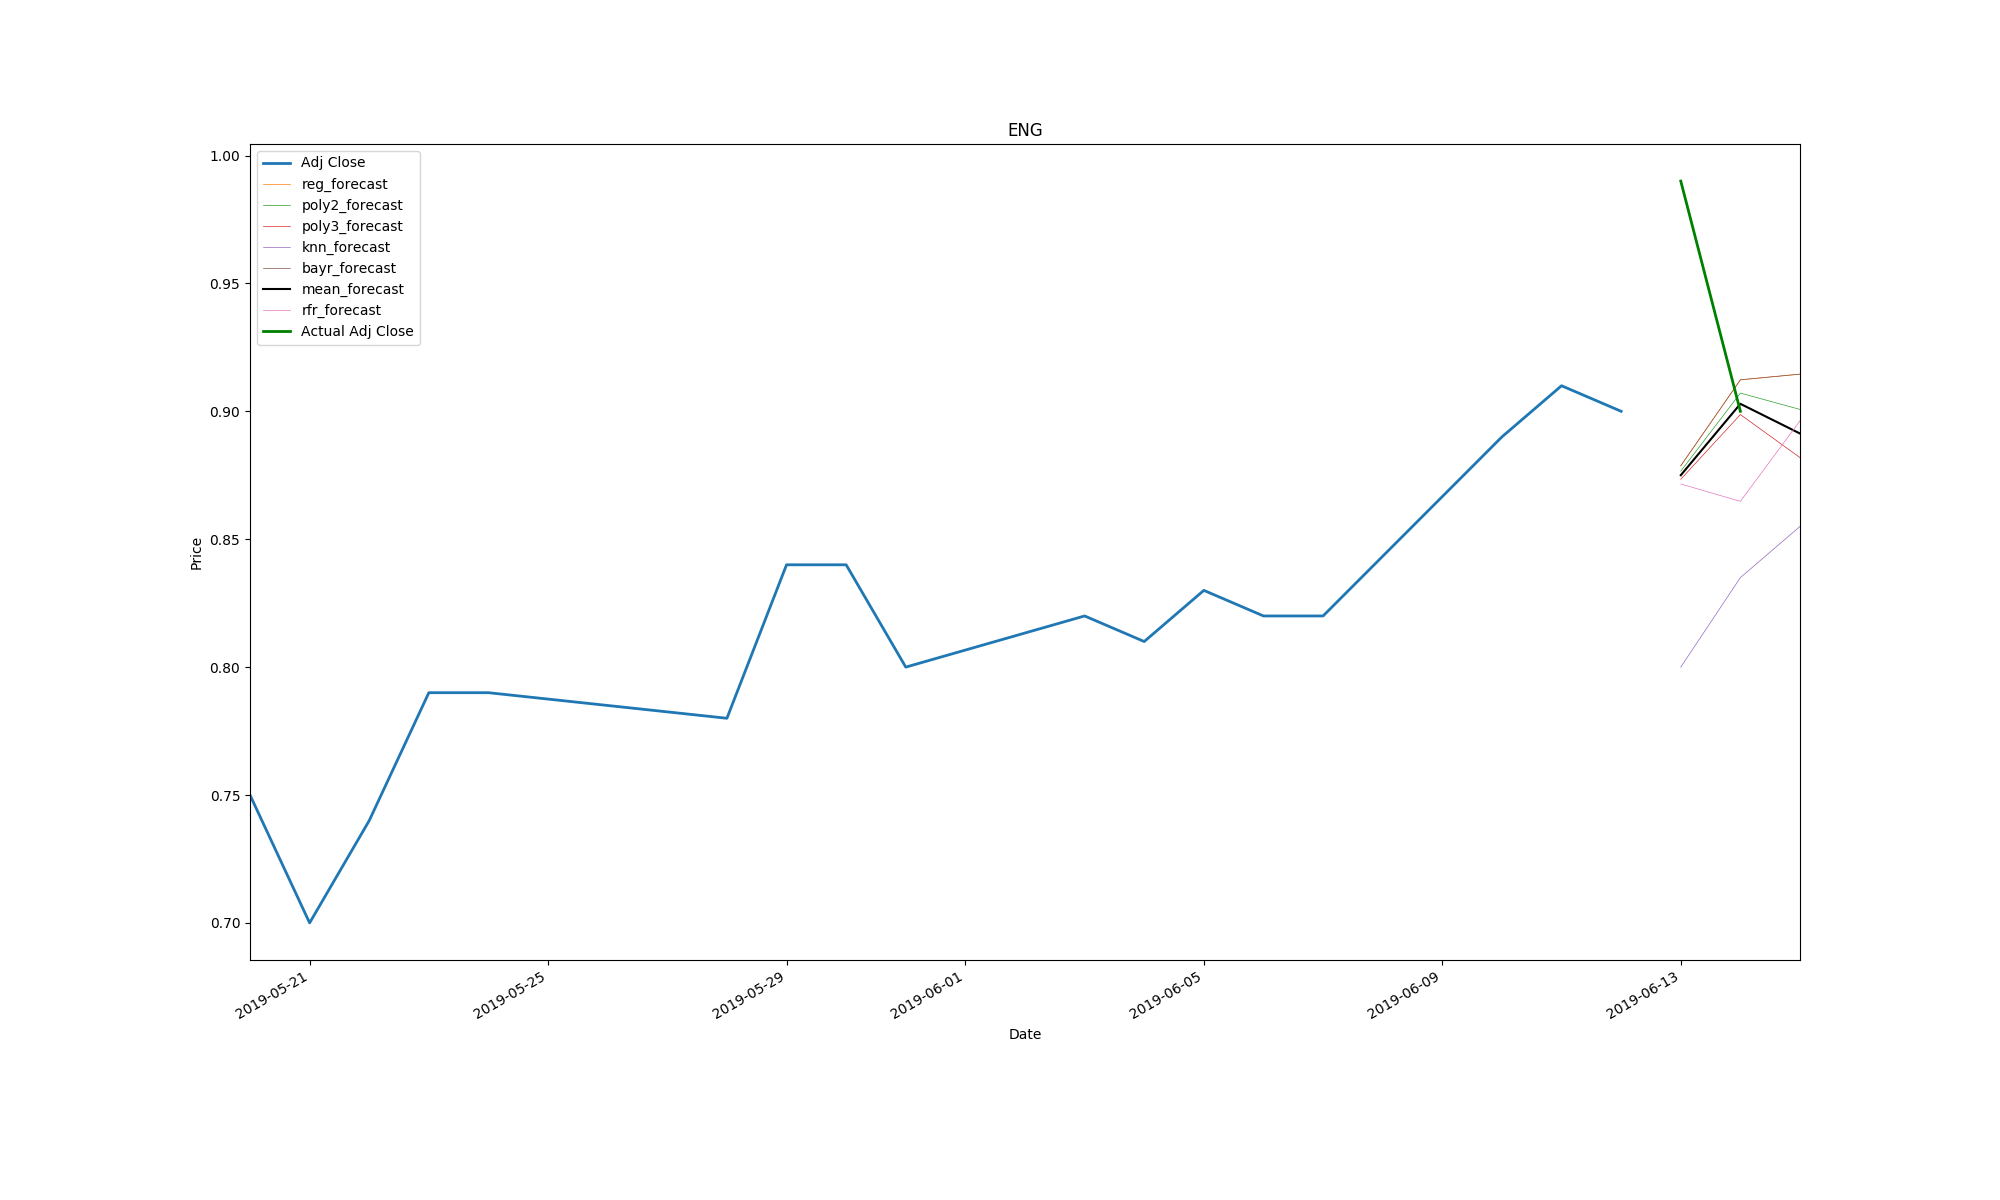 ENG
1.00
0.95
0.90
0.85
0.80
0.75
0.70
Price
Adj Close
reg_forecast
poly2_forecast
poly3_forecast
knn_forecast
bayr_forecast
mean_forecast
rfr_forecast
Actual Adj Close
2019-05-21
2019-05-25
2019-05-29
2019-06-01
2019-06-05
2019-06-09
2019-06-13
Date